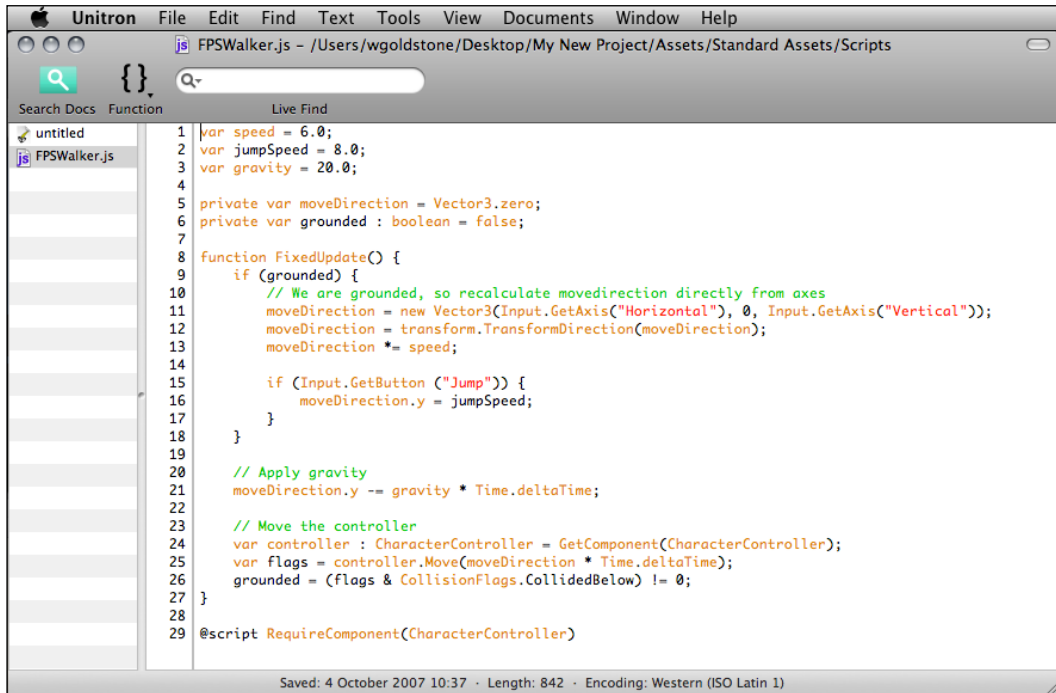 Unitron File Edit Find Text Tools View Documents Window Help
js FPSWalker.js – /Users/wgoldstone/Desktop/My New Project/Assets/Standard Assets/Scripts
{}
Search Docs Function Live Find
untitled
js FPSWalker.js
1 var speed = 6.0;
2 var jumpSpeed = 8.0;
3 var gravity = 20.0;
4
5 private var moveDirection = Vector3.zero;
6 private var grounded : boolean = false;
7
8 function FixedUpdate() {
9     if (grounded) {
10         // We are grounded, so recalculate movedirection directly from axes
11         moveDirection = new Vector3(Input.GetAxis("Horizontal"), 0, Input.GetAxis("Vertical"));
12         moveDirection = transform.TransformDirection(moveDirection);
13         moveDirection *= speed;
14
15         if (Input.GetButton ("Jump")) {
16             moveDirection.y = jumpSpeed;
17         }
18     }
19
20     // Apply gravity
21     moveDirection.y -= gravity * Time.deltaTime;
22
23     // Move the controller
24     var controller : CharacterController = GetComponent(CharacterController);
25     var flags = controller.Move(moveDirection * Time.deltaTime);
26     grounded = (flags & CollisionFlags.CollidedBelow) != 0;
27 }
28
29 @script RequireComponent(CharacterController)
Saved: 4 October 2007 10:37 · Length: 842 · Encoding: Western (ISO Latin 1)